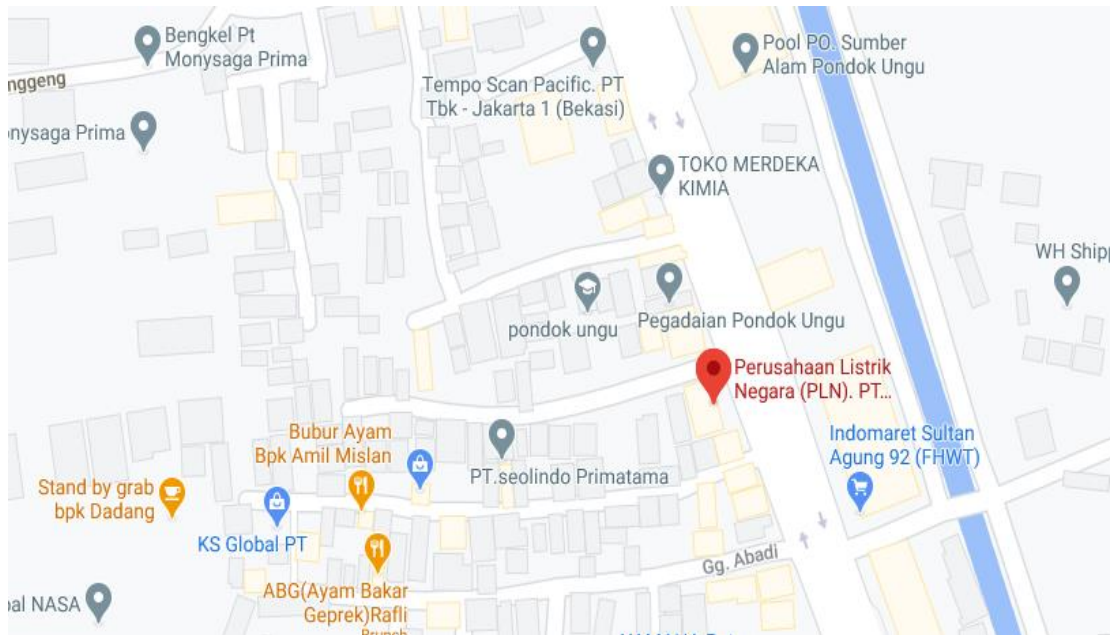 Bengkel Pt
Monysaga Prima
Pool PO. Sumber
Alam Pondok Ungu
nggeng
Tempo Scan Pacific. PT
Tbk - Jakarta 1 (Bekasi)
nysaga Prima
TOKO MERDEKA
KIMIA
WH Shipp
pondok ungu
Pegadaian Pondok Ungu
Perusahaan Listrik
Negara (PLN). PT...
Bubur Ayam
Bpk Amil Mislan
Indomaret Sultan
Agung 92 (FHWT)
PT.seolindo Primatama
Stand by grab
bpk Dadang
KS Global PT
Gg. Abadi
ABG(Ayam Bakar
Geprek)Rafli
Brunch
bal NASA